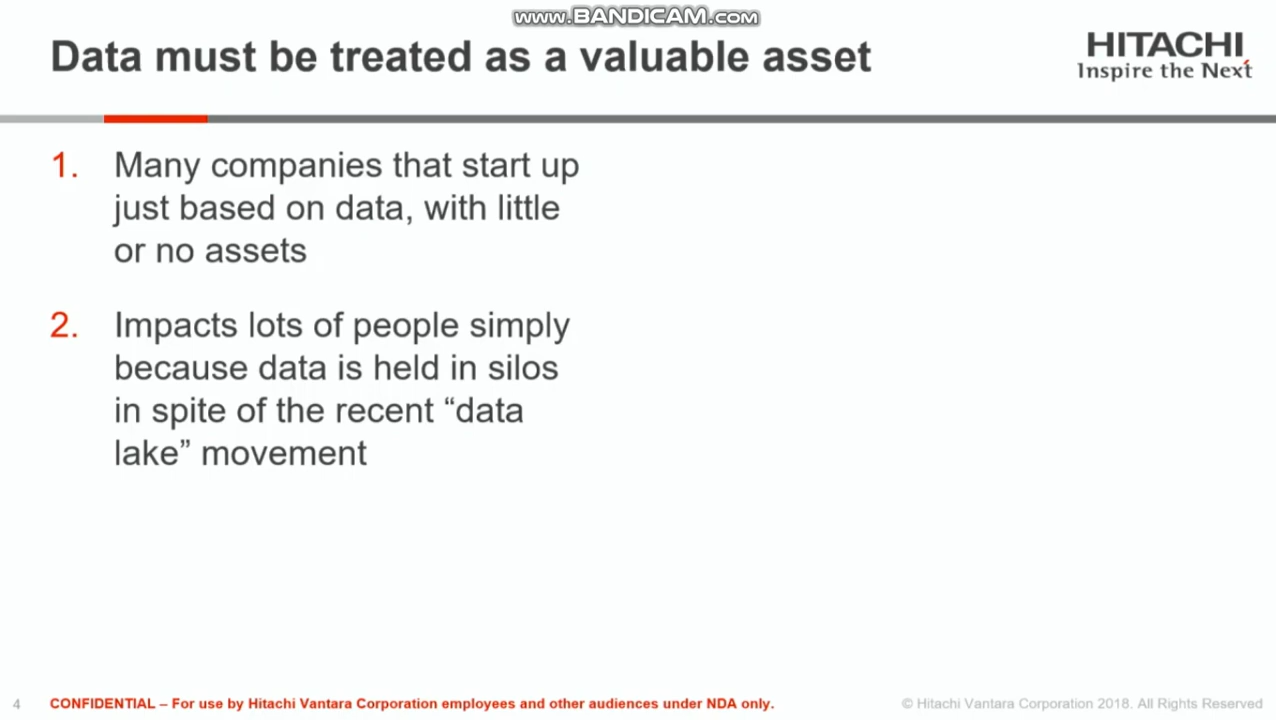 www.BANDICAM.com
Data must be treated as a valuable asset
HITACHI
Inspire the Next
1. Many companies that start up
just based on data, with little
or no assets
2. Impacts lots of people simply
because data is held in silos
in spite of the recent “data
lake” movement
4 CONFIDENTIAL – For use by Hitachi Vantara Corporation employees and other audiences under NDA only. © Hitachi Vantara Corporation 2018. All Rights Reserved